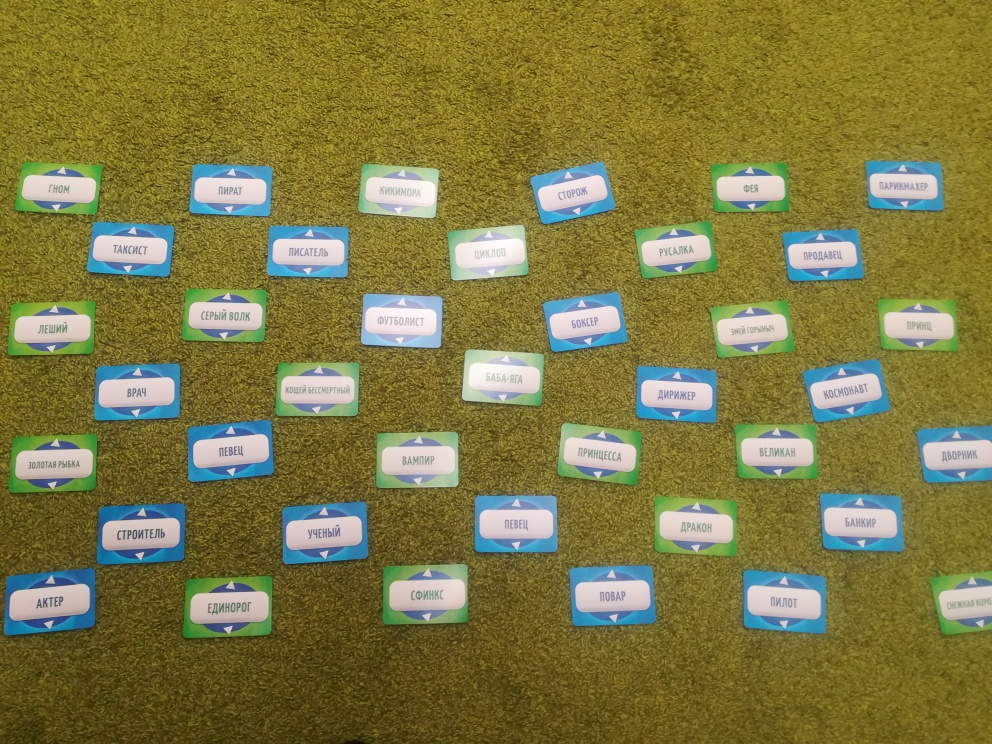 ГНОМ
ПИРАТ
КИКИМОРА
СТОРОЖ
ФЕЯ
ПАРИКМАХЕР
ТАКСИСТ
ПИСАТЕЛЬ
ЦИКЛОП
РУСАЛКА
ПРОДАВЕЦ
ЛЕШИЙ
СЕРЫЙ ВОЛК
ФУТБОЛИСТ
БОКСЕР
ЗМЕЙ ГОРЫНЫЧ
ПРИНЦ
ВРАЧ
КОЩЕЙ БЕССМЕРТНЫЙ
БАБА-ЯГА
ДИРИЖЕР
КОСМОНАВТ
ЗОЛОТАЯ РЫБКА
ПЕВЕЦ
ВАМПИР
ПРИНЦЕССА
ВЕЛИКАН
ДВОРНИК
СТРОИТЕЛЬ
УЧЕНЫЙ
ПЕВЕЦ
ДРАКОН
БАНКИР
АКТЕР
ЕДИНОРОГ
СФИНКС
ПОВАР
ПИЛОТ
СНЕЖНАЯ КОРО